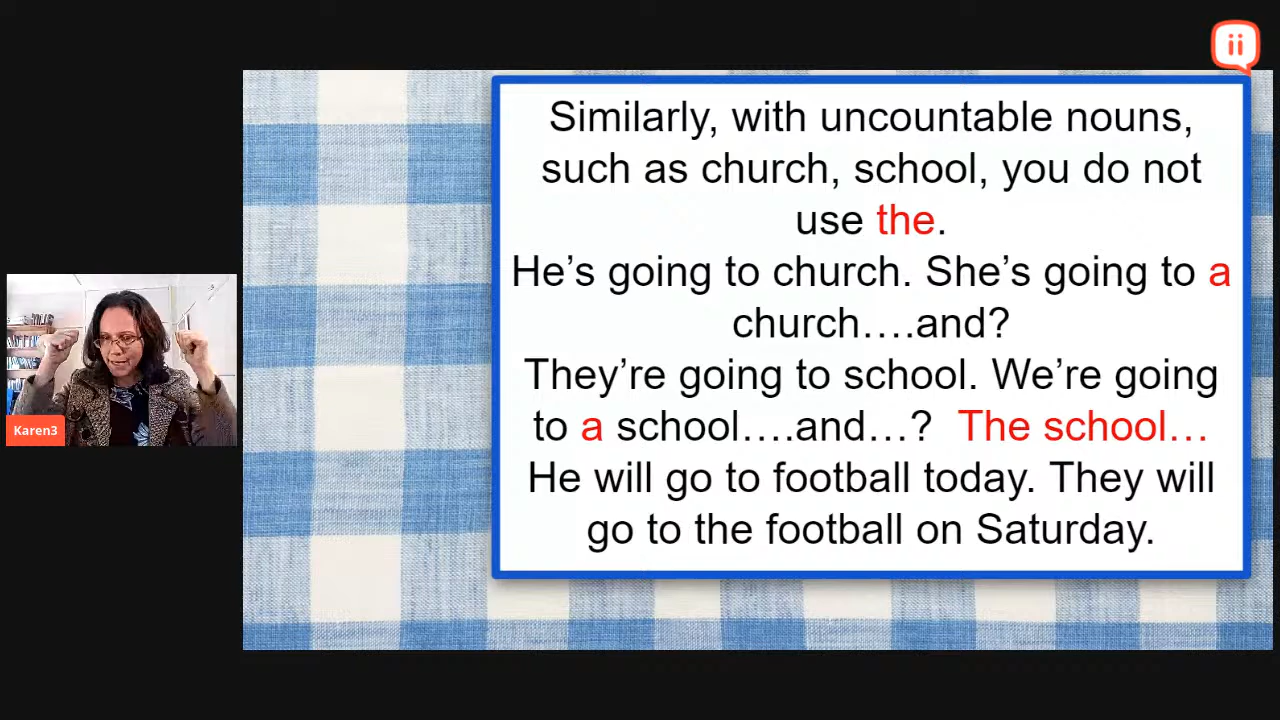 Similarly, with uncountable nouns,
such as church, school, you do not
use the.
He’s going to church. She’s going to a
church….and?
They’re going to school. We’re going
to a school….and…? The school…
He will go to football today. They will
go to the football on Saturday.
Karen3